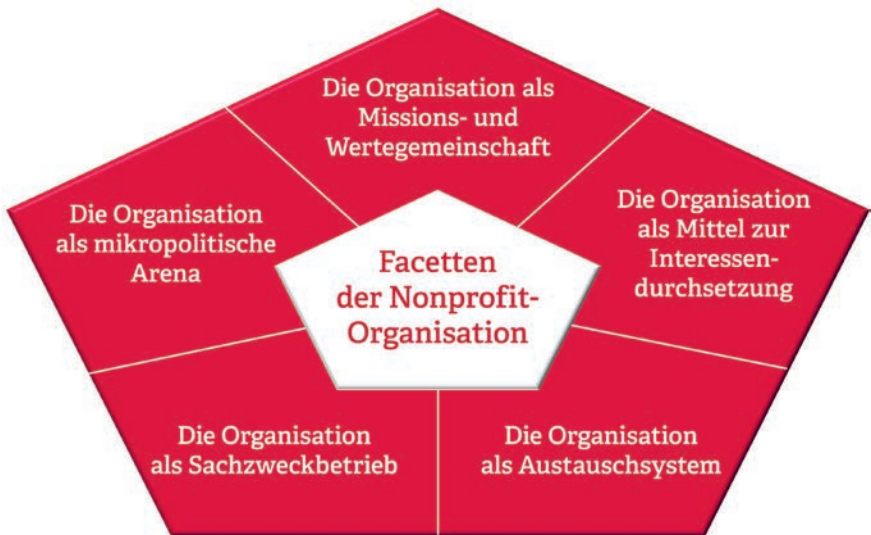 Die Organisation als
Missions- und
Wertegemeinschaft
Die Organisation
als mikropolitische
Arena
Die Organisation
als Mittel zur
Interessen-
durchsetzung
Facetten
der Nonprofit-
Organisation
Die Organisation
als Sachzweckbetrieb
Die Organisation
als Austauschsystem